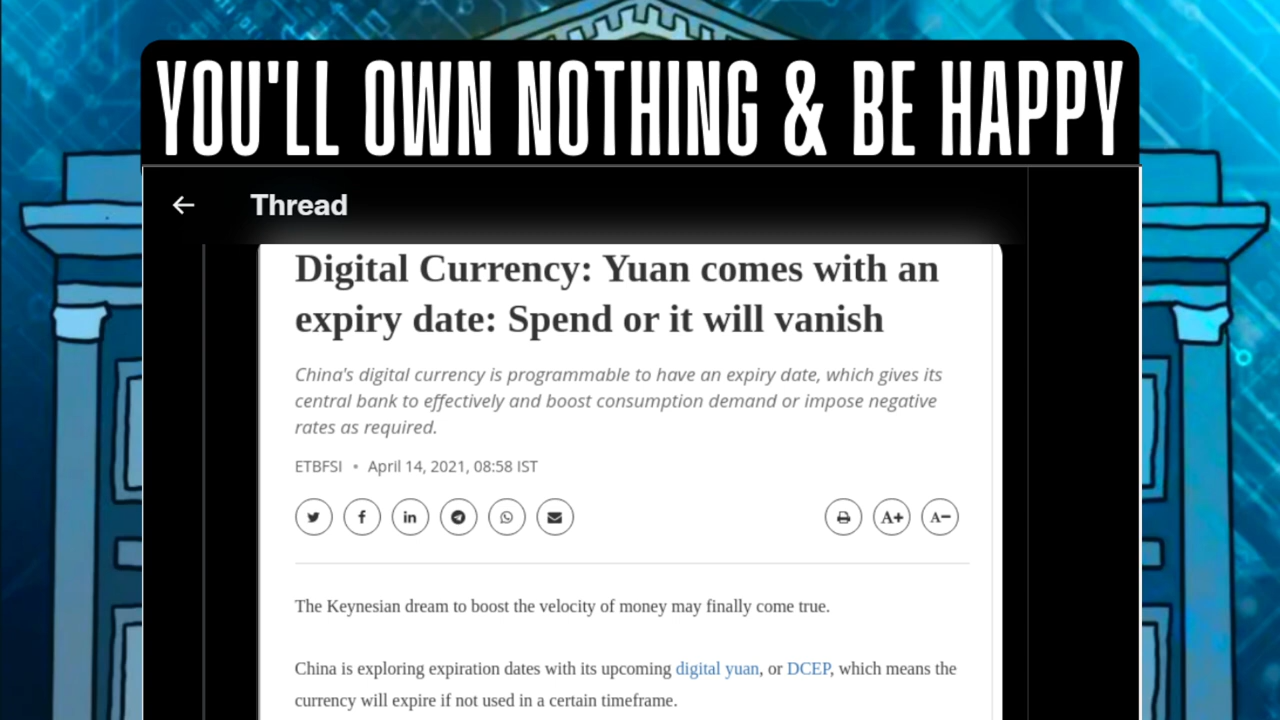 YOU'LL OWN NOTHING & BE HAPPY
Thread
Digital Currency: Yuan comes with an
expiry date: Spend or it will vanish
China's digital currency is programmable to have an expiry date, which gives its
central bank to effectively and boost consumption demand or impose negative
rates as required.
ETBFSI • April 14, 2021, 08:58 IST
A+ A−
The Keynesian dream to boost the velocity of money may finally come true.
China is exploring expiration dates with its upcoming digital yuan, or DCEP, which means the
currency will expire if not used in a certain timeframe.